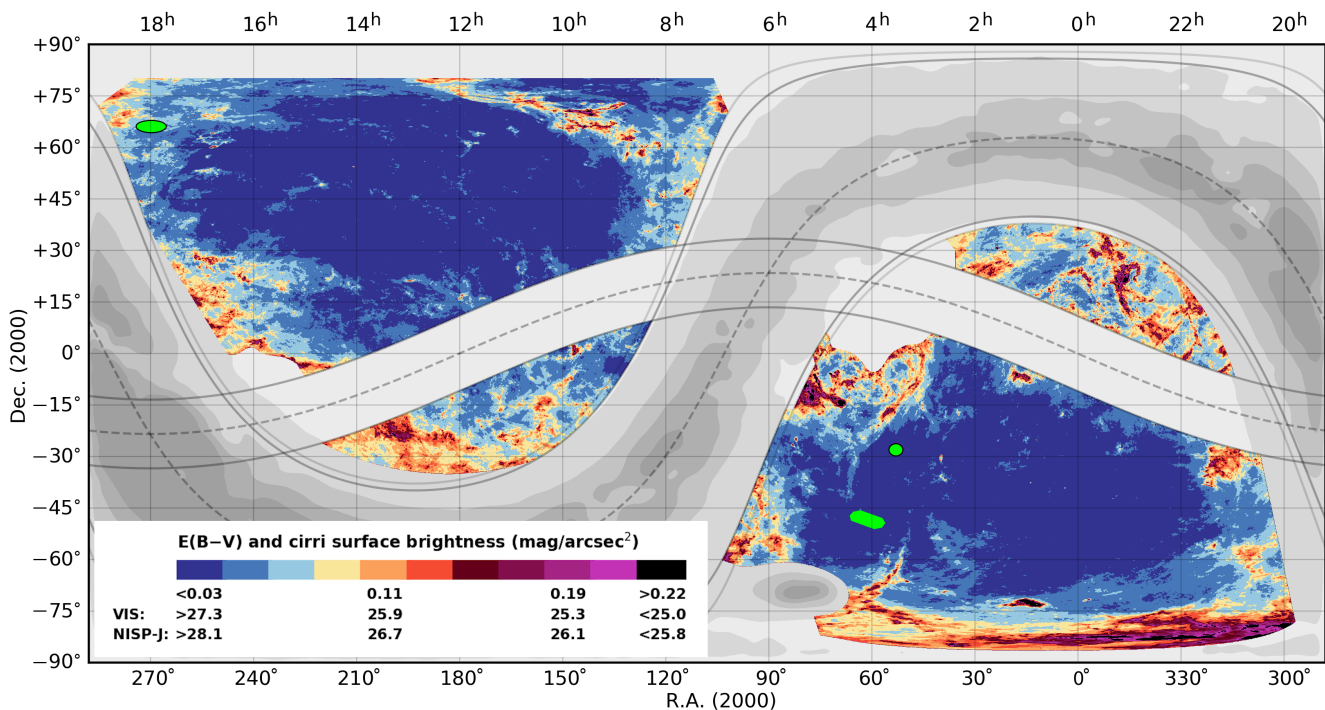 18h 16h 14h 12h 10h 8h 6h 4h 2h 0h 22h 20h
+90°
+75°
+60°
+45°
+30°
+15°
0°
−15°
−30°
−45°
−60°
−75°
−90°
Dec. (2000)
E(B−V) and cirri surface brightness (mag/arcsec²)
<0.03 0.11 0.19 >0.22
VIS: >27.3 25.9 25.3 <25.0
NISP-J: >28.1 26.7 26.1 <25.8
270° 240° 210° 180° 150° 120° 90° 60° 30° 0° 330° 300°
R.A. (2000)